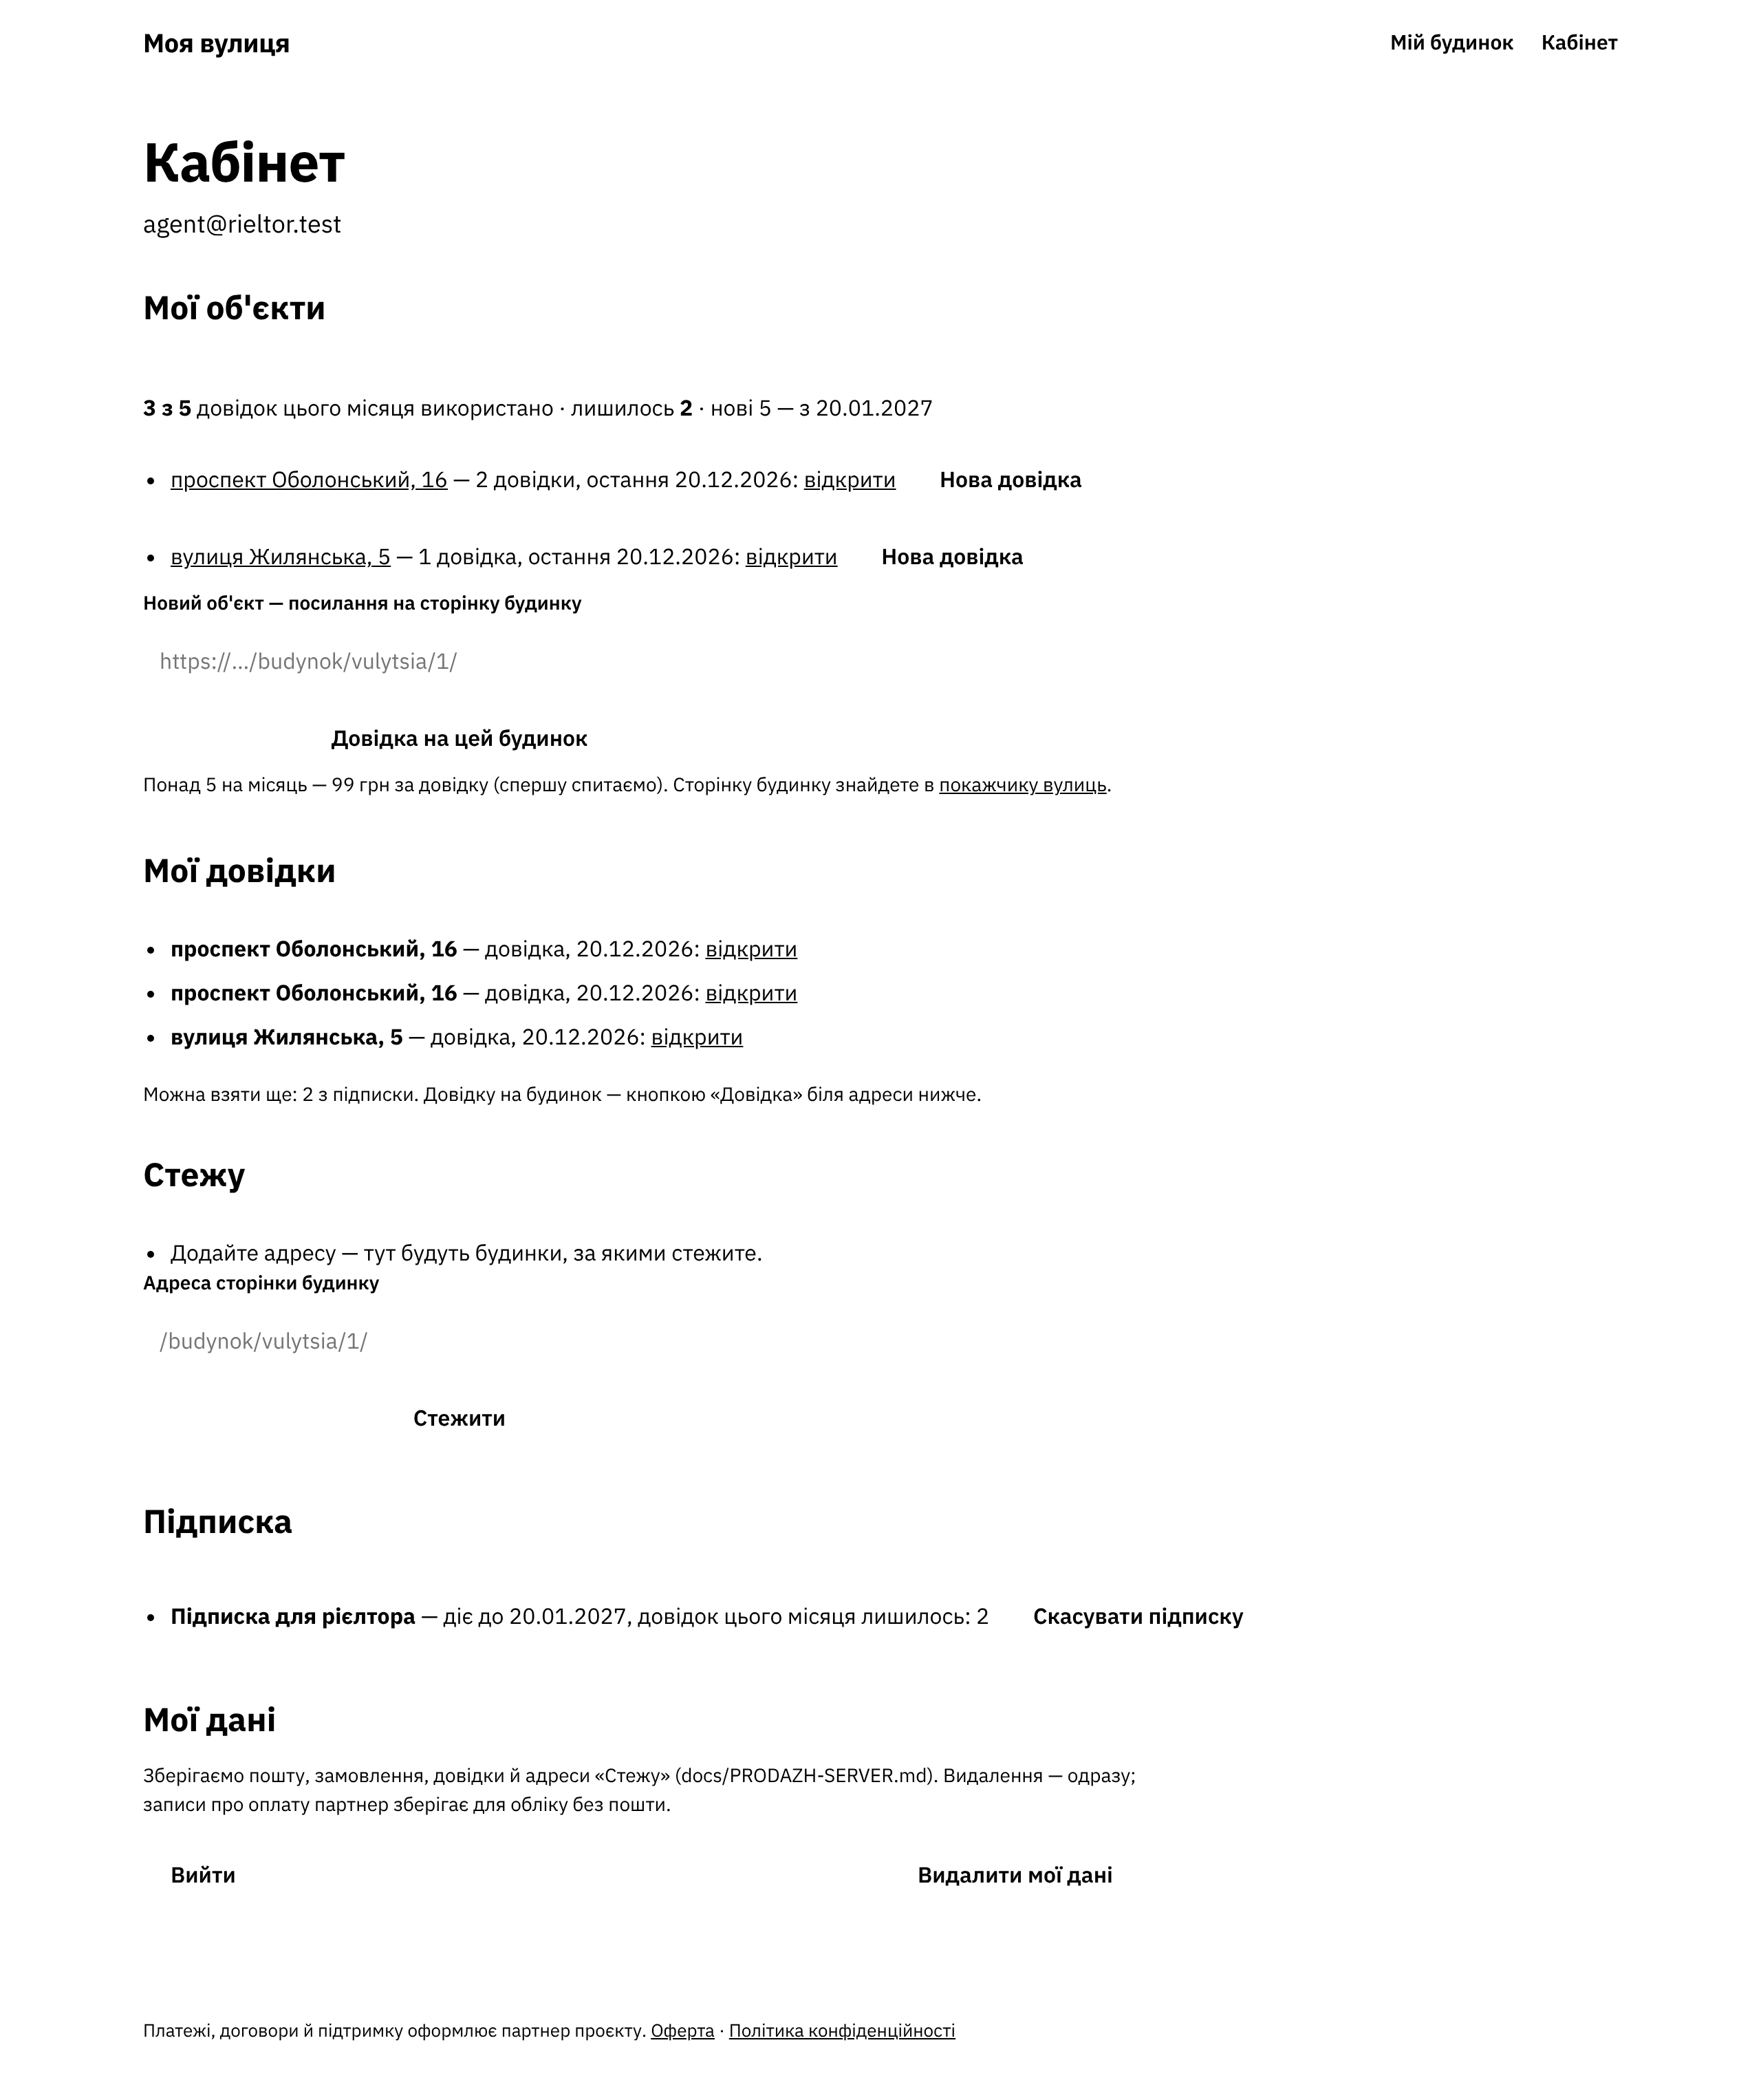 Моя вулиця
Мій будинок Кабінет
Кабінет
agent@rieltor.test
Мої об'єкти
3 з 5 довідок цього місяця використано · лишилось 2 · нові 5 — з 20.01.2027
• проспект Оболонський, 16 — 2 довідки, остання 20.12.2026: відкрити Нова довідка
• вулиця Жилянська, 5 — 1 довідка, остання 20.12.2026: відкрити Нова довідка
Новий об'єкт — посилання на сторінку будинку
https://…/budynok/vulytsia/1/
Довідка на цей будинок
Понад 5 на місяць — 99 грн за довідку (спершу спитаємо). Сторінку будинку знайдете в покажчику вулиць.
Мої довідки
• проспект Оболонський, 16 — довідка, 20.12.2026: відкрити
• проспект Оболонський, 16 — довідка, 20.12.2026: відкрити
• вулиця Жилянська, 5 — довідка, 20.12.2026: відкрити
Можна взяти ще: 2 з підписки. Довідку на будинок — кнопкою «Довідка» біля адреси нижче.
Стежу
• Додайте адресу — тут будуть будинки, за якими стежите.
Адреса сторінки будинку
/budynok/vulytsia/1/
Стежити
Підписка
• Підписка для рієлтора — діє до 20.01.2027, довідок цього місяця лишилось: 2 Скасувати підписку
Мої дані
Зберігаємо пошту, замовлення, довідки й адреси «Стежу» (docs/PRODAZH-SERVER.md). Видалення — одразу;
записи про оплату партнер зберігає для обліку без пошти.
Вийти Видалити мої дані
Платежі, договори й підтримку оформлює партнер проєкту. Оферта · Політика конфіденційності